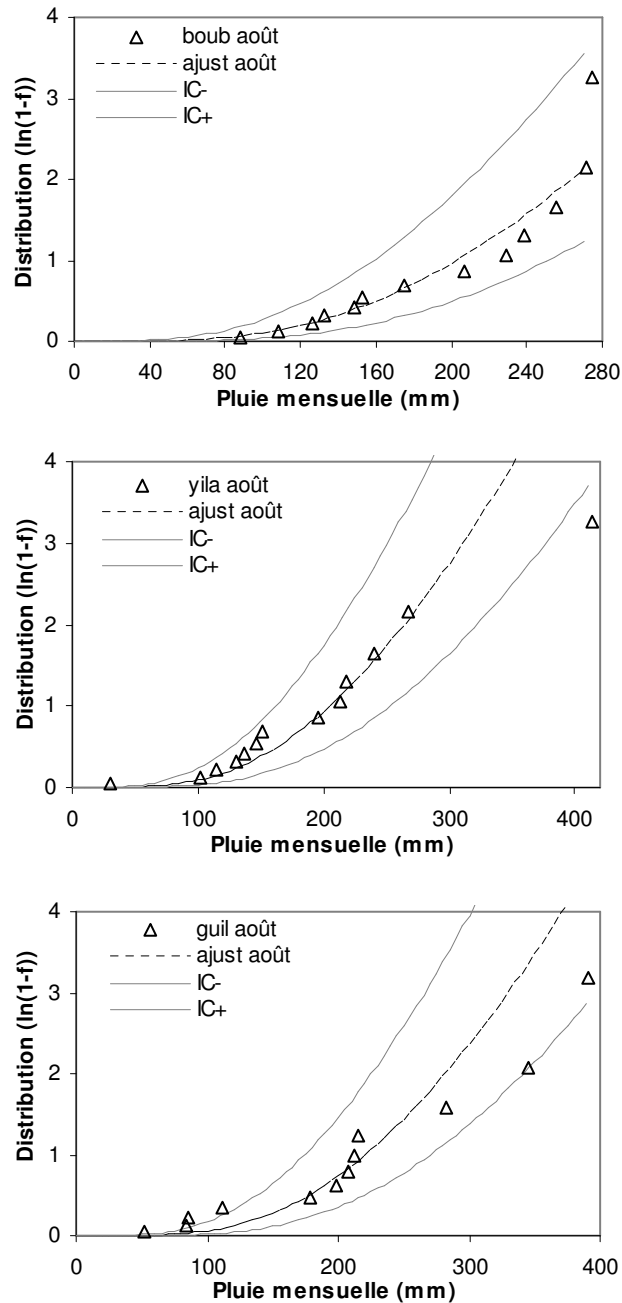 4
3
2
1
0
Distribution (ln(1-f))
boub août
ajust août
IC-
IC+
0 40 80 120 160 200 240 280
Pluie mensuelle (mm)
4
3
2
1
0
Distribution (ln(1-f))
yila août
ajust août
IC-
IC+
0 100 200 300 400
Pluie mensuelle (mm)
4
3
2
1
0
Distribution (ln(1-f))
guil août
ajust août
IC-
IC+
0 100 200 300 400
Pluie mensuelle (mm)